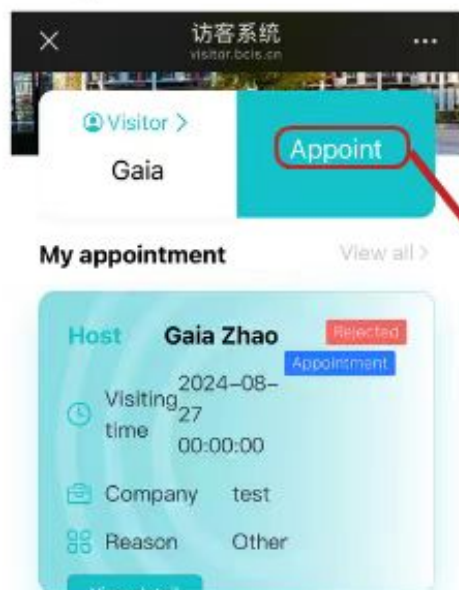 访客系统
visitor.bcis.cn
Visitor >
Gaia
Appoint
My appointment
View all >
Host Gaia Zhao
Rejected
Appointment
Visiting time
2024-08-27 00:00:00
Company test
Reason Other